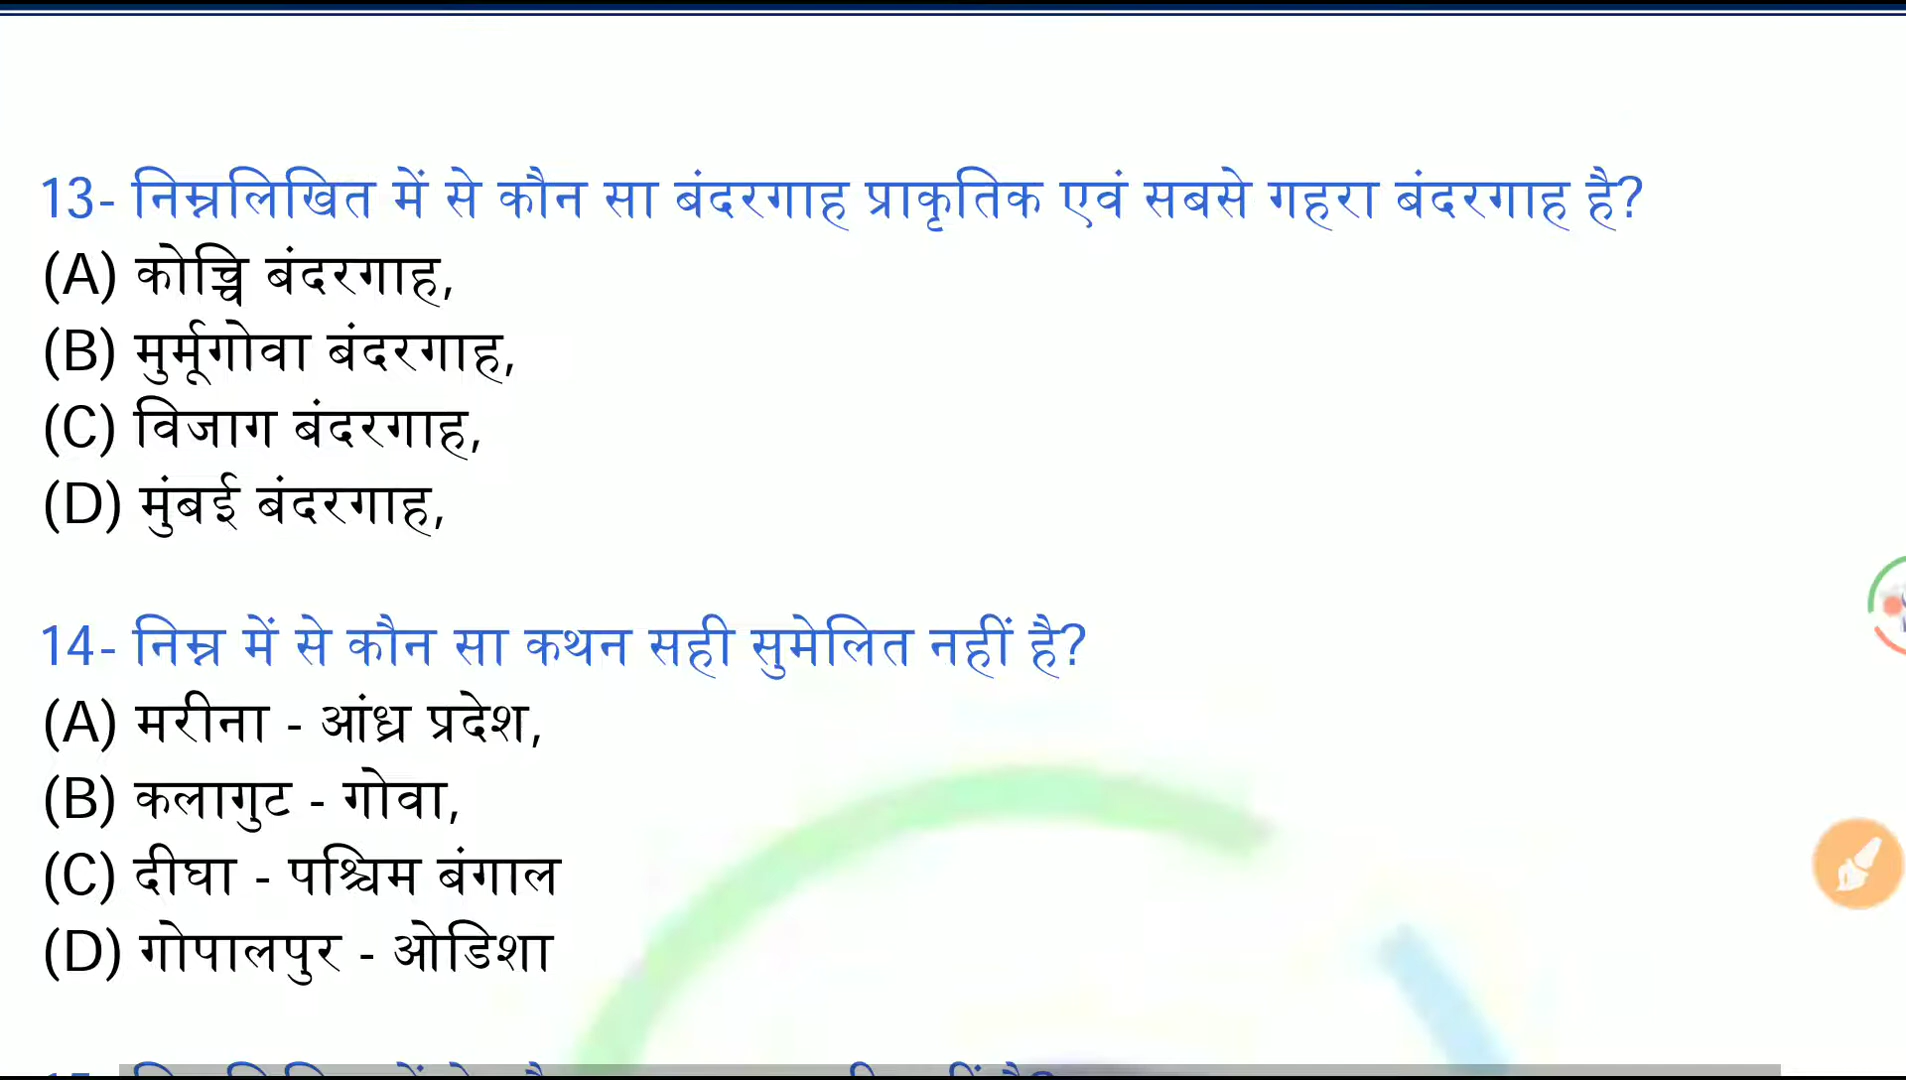 13- निम्नलिखित में से कौन सा बंदरगाह प्राकृतिक एवं सबसे गहरा बंदरगाह है?
(A) कोच्चि बंदरगाह,
(B) मुर्मूगोवा बंदरगाह,
(C) विजाग बंदरगाह,
(D) मुंबई बंदरगाह,
14- निम्न में से कौन सा कथन सही सुमेलित नहीं है?
(A) मरीना - आंध्र प्रदेश,
(B) कलागुट - गोवा,
(C) दीघा - पश्चिम बंगाल
(D) गोपालपुर - ओडिशा